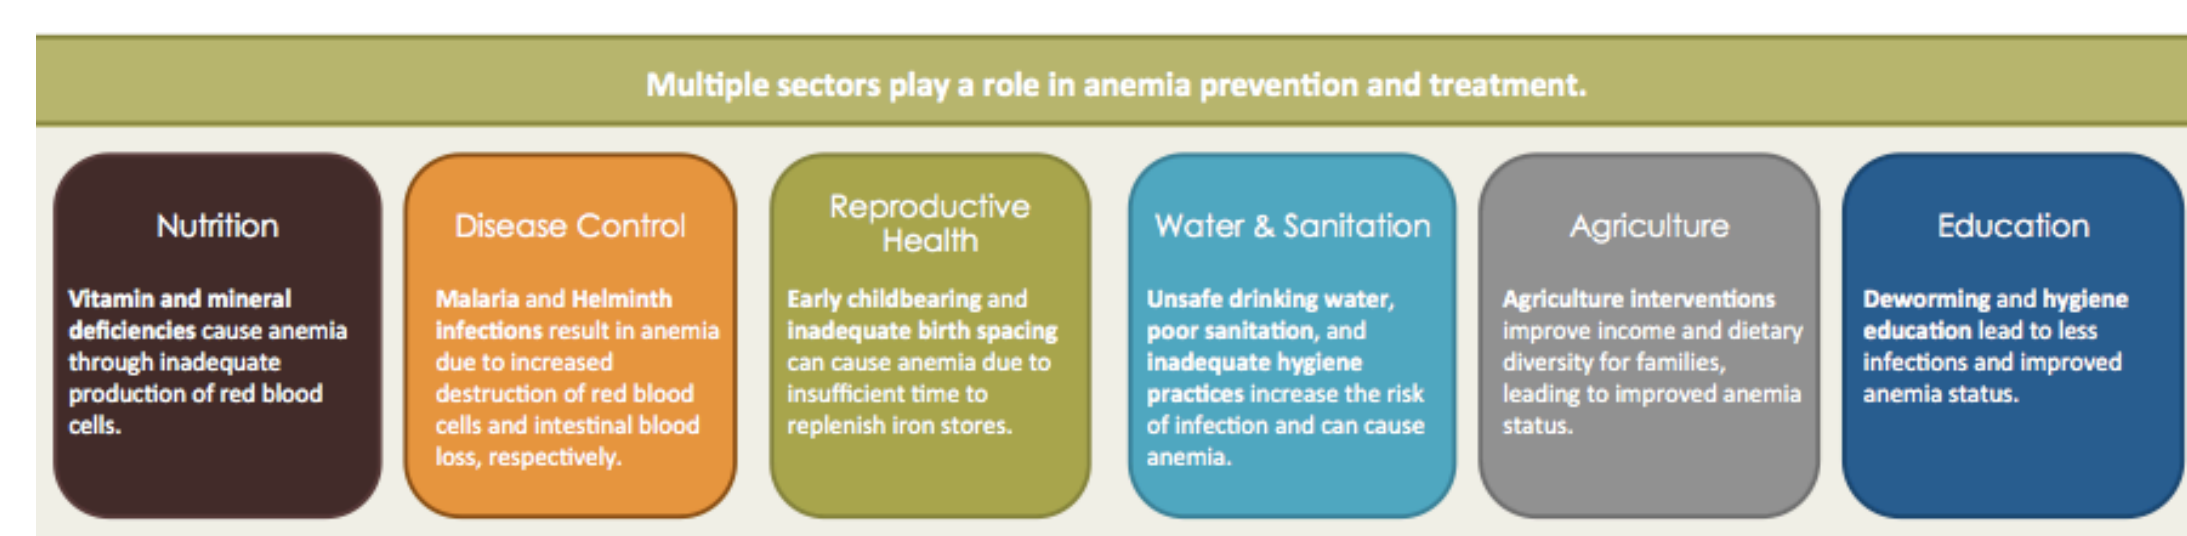 Multiple sectors play a role in anemia prevention and treatment.
Nutrition
Vitamin and mineral
deficiencies cause anemia
through inadequate
production of red blood
cells.
Disease Control
Malaria and Helminth
infections result in anemia
due to increased
destruction of red blood
cells and intestinal blood
loss, respectively.
Reproductive
Health
Early childbearing and
inadequate birth spacing
can cause anemia due to
insufficient time to
replenish iron stores.
Water & Sanitation
Unsafe drinking water,
poor sanitation, and
inadequate hygiene
practices increase the risk
of infection and can cause
anemia.
Agriculture
Agriculture interventions
improve income and dietary
diversity for families,
leading to improved anemia
status.
Education
Deworming and hygiene
education lead to less
infections and improved
anemia status.